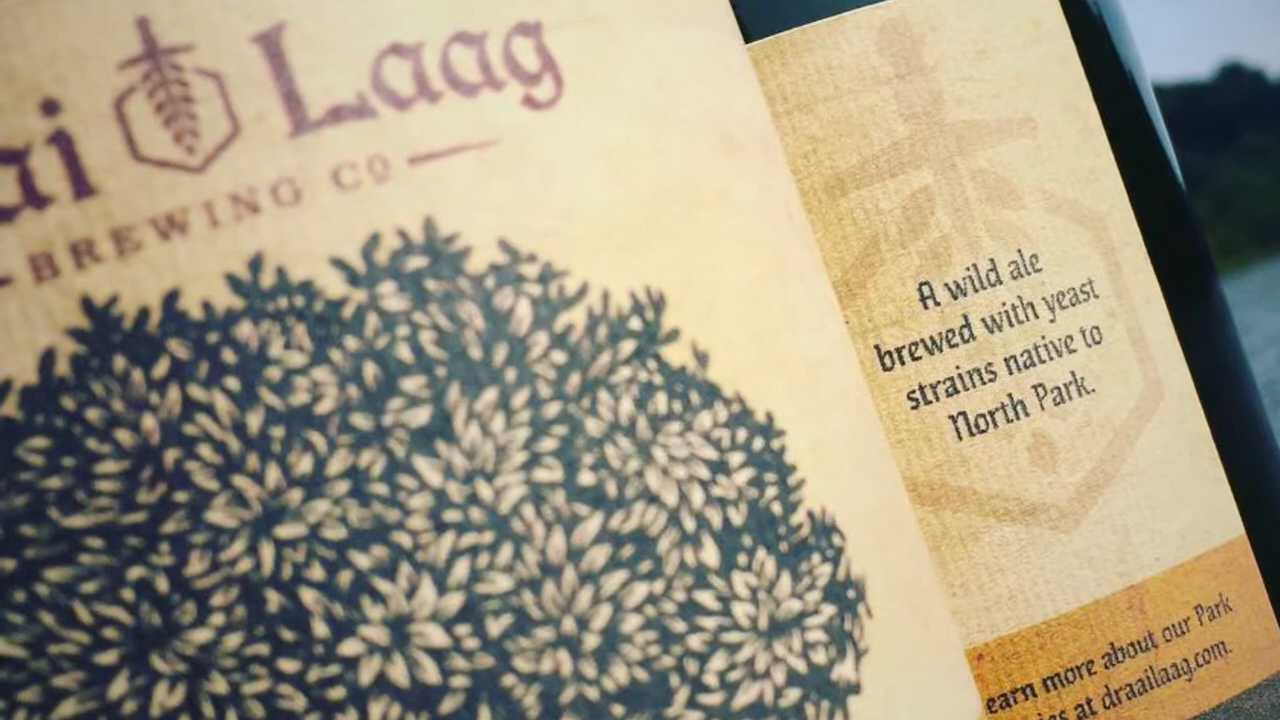 ai Laag
BREWING CO
A wild ale
brewed with yeast
strains native to
North Park.
earn more about our Park
ies at draailaag.com.